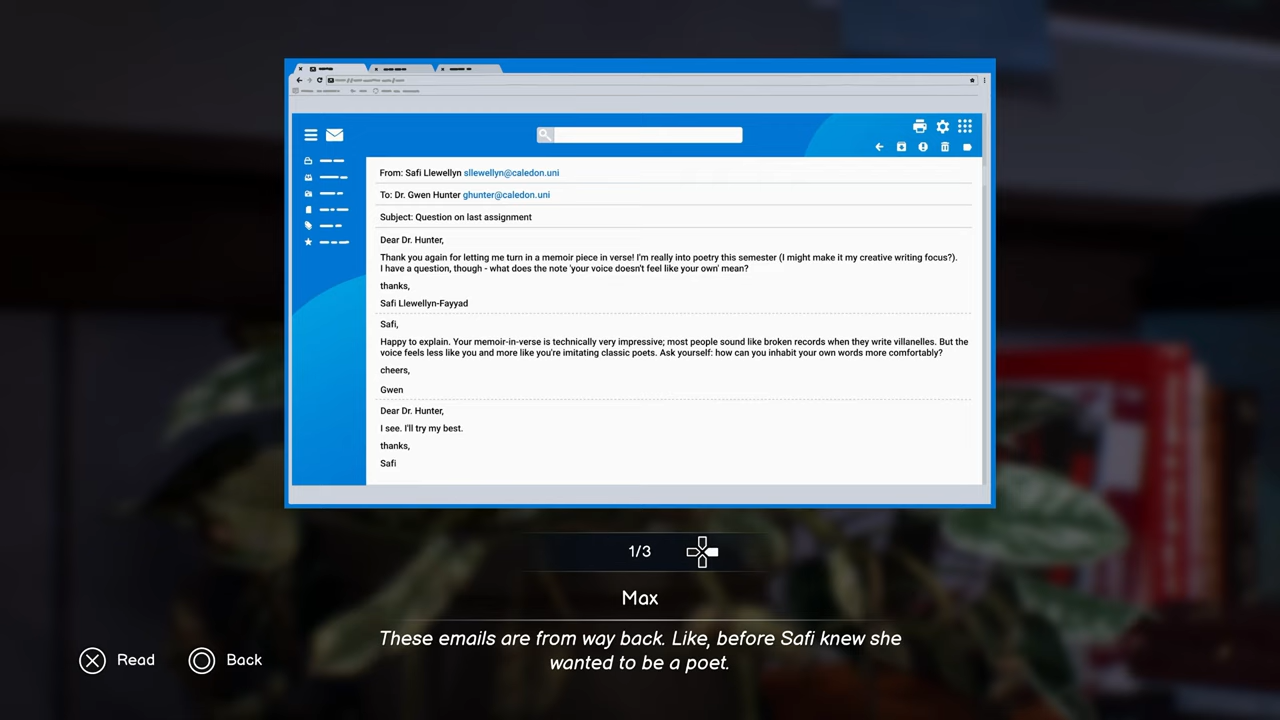 From: Safi Llewellyn sllewellyn@caledon.uni
To: Dr. Gwen Hunter ghunter@caledon.uni
Subject: Question on last assignment
Dear Dr. Hunter,
Thank you again for letting me turn in a memoir piece in verse! I'm really into poetry this semester (I might make it my creative writing focus?).
I have a question, though - what does the note 'your voice doesn't feel like your own' mean?
thanks,
Safi Llewellyn-Fayyad
Safi,
Happy to explain. Your memoir-in-verse is technically very impressive; most people sound like broken records when they write villanelles. But the
voice feels less like you and more like you're imitating classic poets. Ask yourself: how can you inhabit your own words more comfortably?
cheers,
Gwen
Dear Dr. Hunter,
I see. I'll try my best.
thanks,
Safi
1/3
Max
These emails are from way back. Like, before Safi knew she
wanted to be a poet.
Read Back